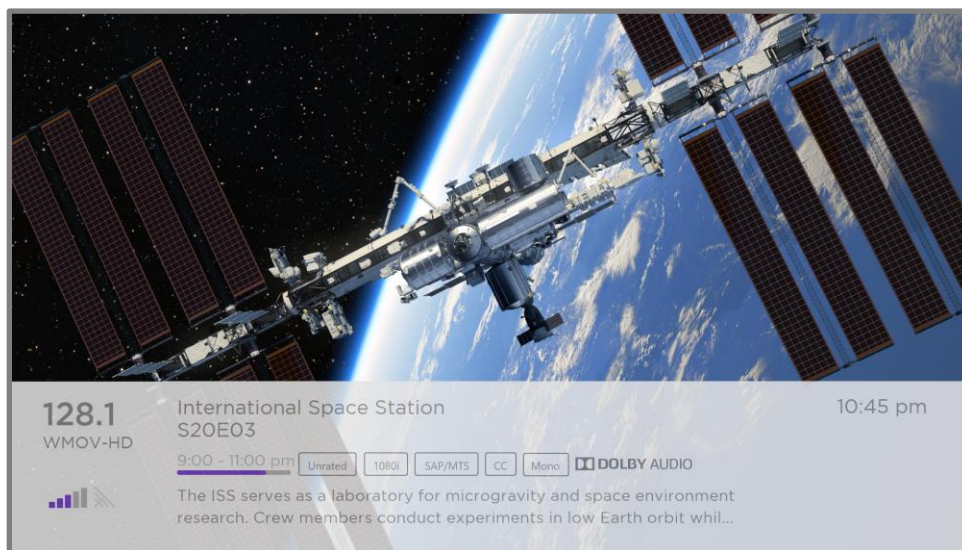 128.1
WMOV-HD
International Space Station
S20E03
10:45 pm
9:00 - 11:00 pm Unrated 1080i SAP/MTS CC Mono DOLBY AUDIO
The ISS serves as a laboratory for microgravity and space environment
research. Crew members conduct experiments in low Earth orbit whil...